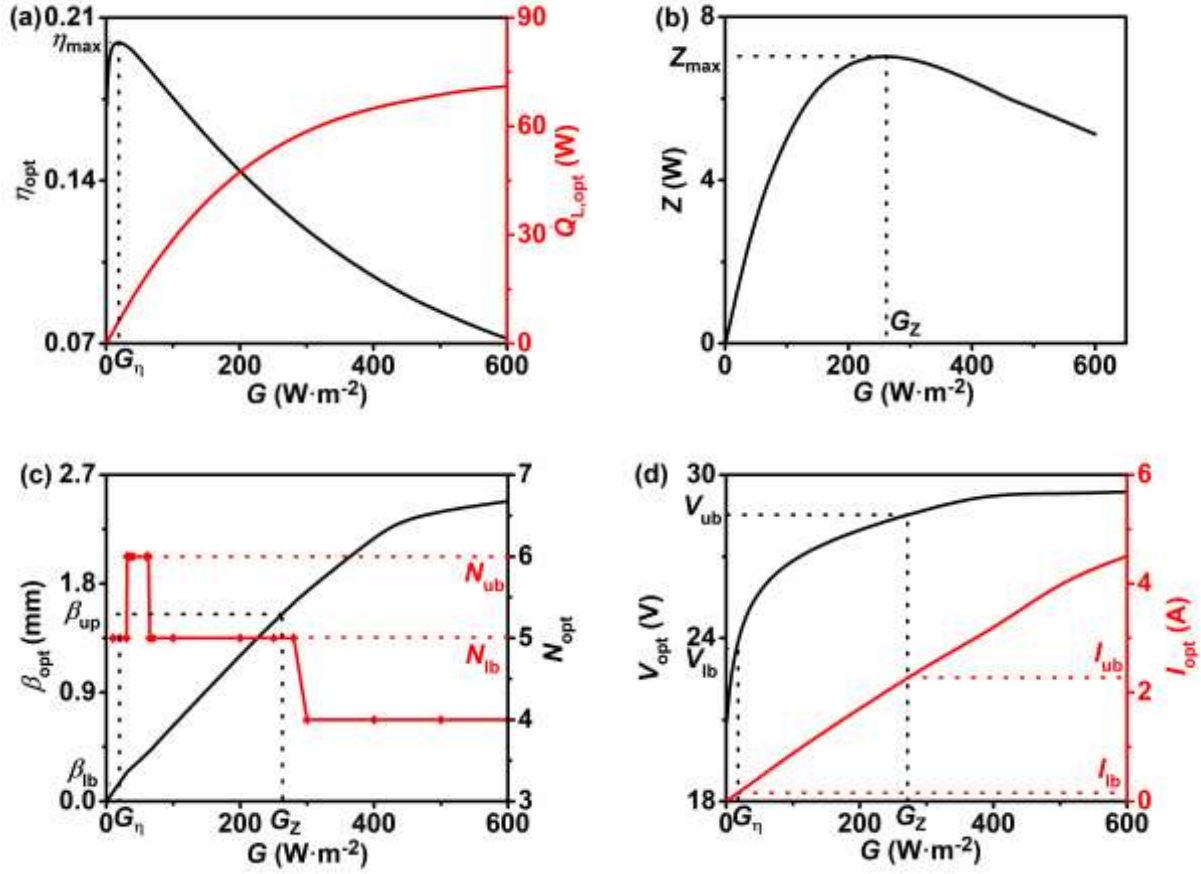 (a)
0.21
0.14
0.07
η_max
η_opt
90
60
30
0
Q_L,opt (W)
0
G_η
200
400
600
G (W·m⁻²)
(b)
8
4
0
Z_max
Z (W)
G_Z
0
200
400
600
G (W·m⁻²)
(c)
2.7
1.8
0.9
0.0
β_up
β_lb
β_opt (mm)
N_ub
N_lb
7
6
5
4
3
N_opt
0
G_η
200
G_Z
400
600
G (W·m⁻²)
(d)
30
24
18
V_ub
V_lb
V_opt (V)
I_ub
I_lb
6
4
2
0
I_opt (A)
0
G_η
200
G_Z
400
600
G (W·m⁻²)